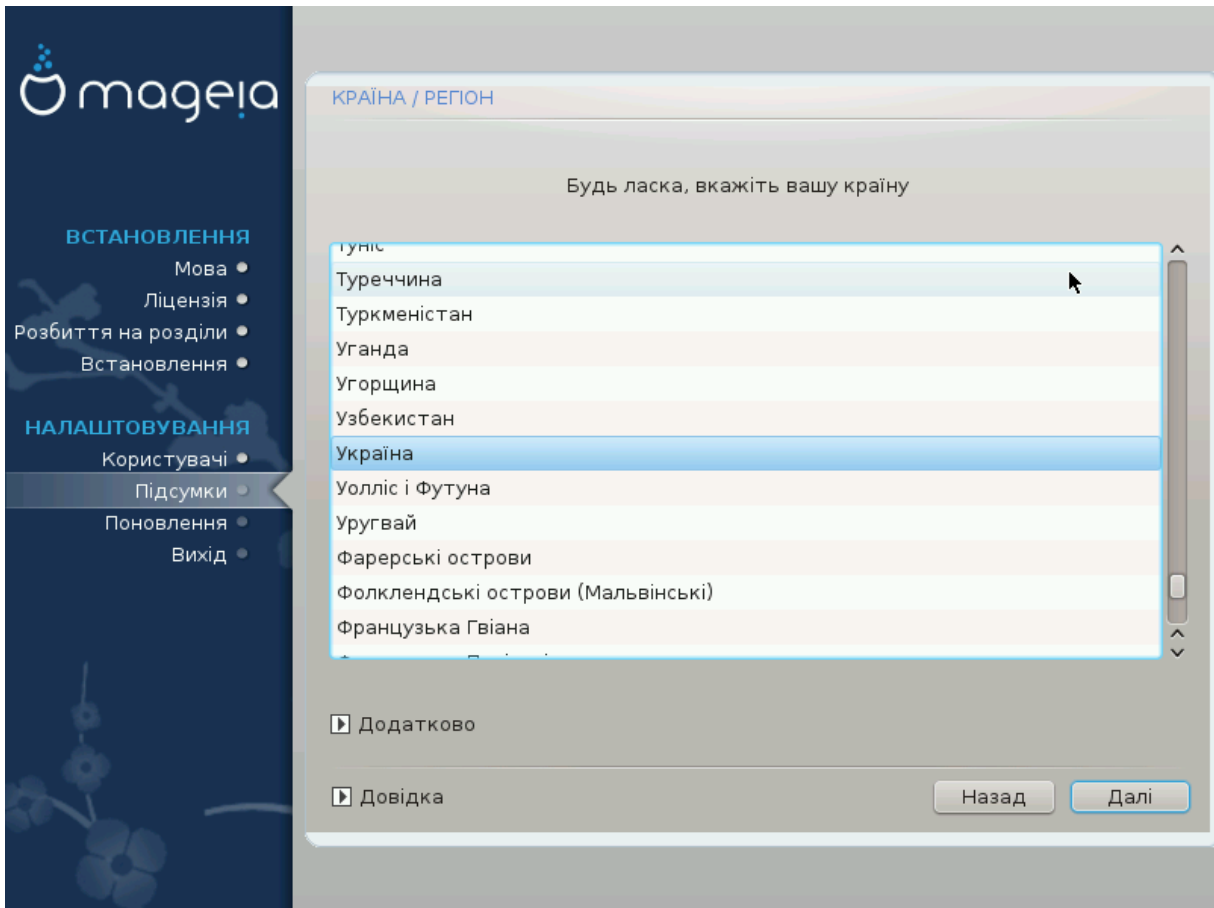 mageia
ВСТАНОВЛЕННЯ
Мова
Ліцензія
Розбиття на розділи
Встановлення
НАЛАШТОВУВАННЯ
Користувачі
Підсумки
Поновлення
Вихід
КРАЇНА / РЕГІОН
Будь ласка, вкажіть вашу країну
Туніс
Туреччина
Туркменістан
Уганда
Угорщина
Узбекистан
Україна
Уолліс і Футуна
Уругвай
Фарерські острови
Фолклендські острови (Мальвінські)
Французька Гвіана
Додатково
Довідка
Назад
Далі